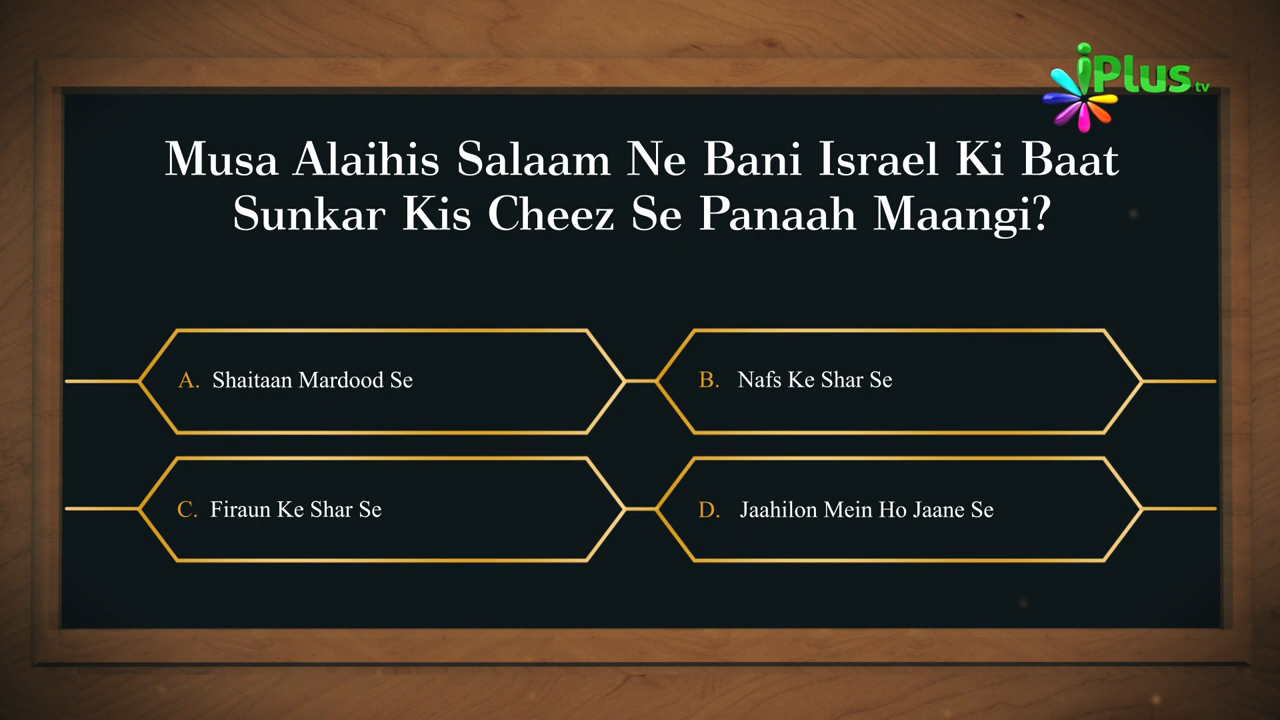 iPlus tv
Musa Alaihis Salaam Ne Bani Israel Ki Baat
Sunkar Kis Cheez Se Panaah Maangi?
A. Shaitaan Mardood Se
B. Nafs Ke Shar Se
C. Firaun Ke Shar Se
D. Jaahilon Mein Ho Jaane Se